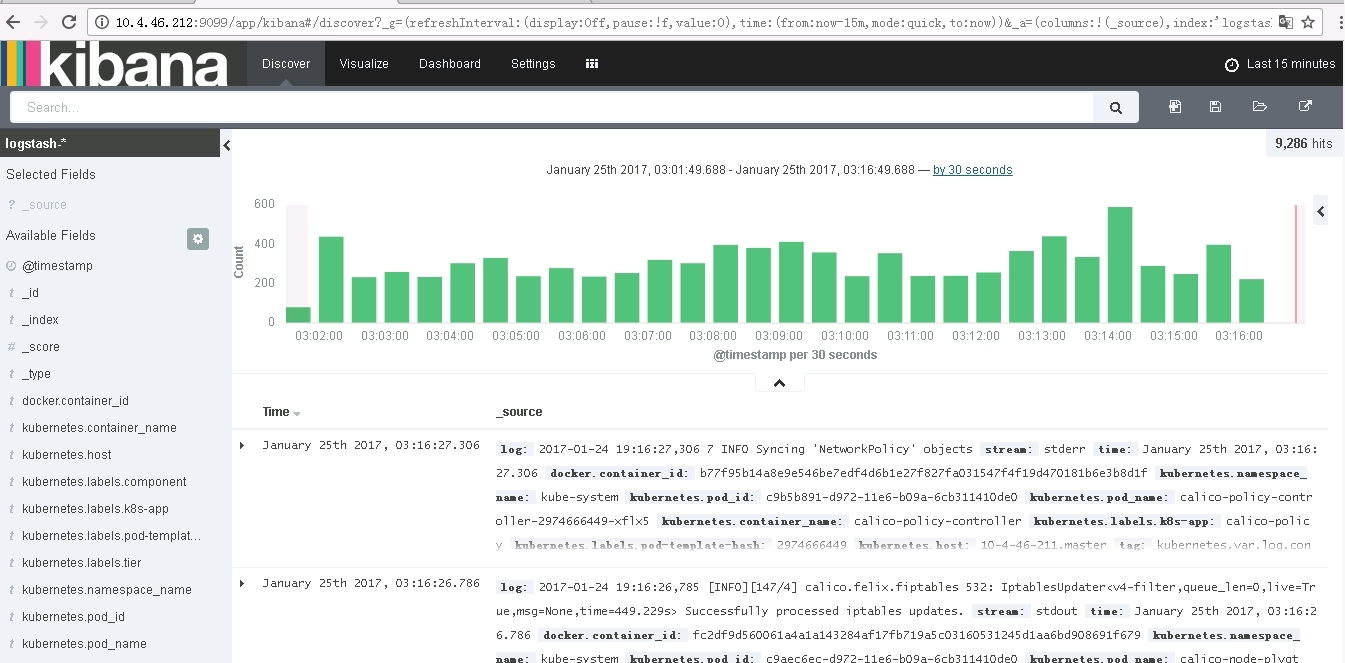 10.4.46.212:9099/app/kibana#/discover?_g=(refreshInterval:(display:Off,pause:!f,value:0),time:(from:now-15m,mode:quick,to:now))&_a=(columns:!(_source),index:'logstas
kibana Discover Visualize Dashboard Settings Last 15 minutes
Search...
logstash-*
9,286 hits
Selected Fields
January 25th 2017, 03:01:49.688 - January 25th 2017, 03:16:49.688 — by 30 seconds
? _source
Available Fields
@timestamp
t _id
t _index
# _score
t _type
t docker.container_id
t kubernetes.container_name
t kubernetes.host
t kubernetes.labels.component
t kubernetes.labels.k8s-app
t kubernetes.labels.pod-templat...
t kubernetes.labels.tier
t kubernetes.namespace_name
t kubernetes.pod_id
t kubernetes.pod_name
Count
600
400
200
0
03:02:00 03:03:00 03:04:00 03:05:00 03:06:00 03:07:00 03:08:00 03:09:00 03:10:00 03:11:00 03:12:00 03:13:00 03:14:00 03:15:00 03:16:00
@timestamp per 30 seconds
Time _source
January 25th 2017, 03:16:27.306 log: 2017-01-24 19:16:27,306 7 INFO Syncing 'NetworkPolicy' objects stream: stderr time: January 25th 2017, 03:16:
27.306 docker.container_id: b77f95b14a8e9e546be7edf4d6b1e27f827fa031547f4f19d470181b6e3b8d1f kubernetes.namespace_
name: kube-system kubernetes.pod_id: c9b5b891-d972-11e6-b09a-6cb311410de0 kubernetes.pod_name: calico-policy-contr
oller-2974666449-xflx5 kubernetes.container_name: calico-policy-controller kubernetes.labels.k8s-app: calico-polic
y kubernetes.labels.pod-template-hash: 2974666449 kubernetes.host: 10-4-46-211.master tag: kubernetes.var.log.con
January 25th 2017, 03:16:26.786 log: 2017-01-24 19:16:26,785 [INFO][147/4] calico.felix.fiptables 532: IptablesUpdater<v4-filter,queue_len=0,live=Tr
ue,msg=None,time=449.229s> Successfully processed iptables updates. stream: stdout time: January 25th 2017, 03:16:2
6.786 docker.container_id: fc2df9d560061a4a1a143284af17fb719a5c03160531245d1aa6bd908691f679 kubernetes.namespace_
name: kube-system kubernetes.pod_id: c9aec6ec-d972-11e6-b09a-6cb311410de0 kubernetes.pod_name: calico-node-plvgt